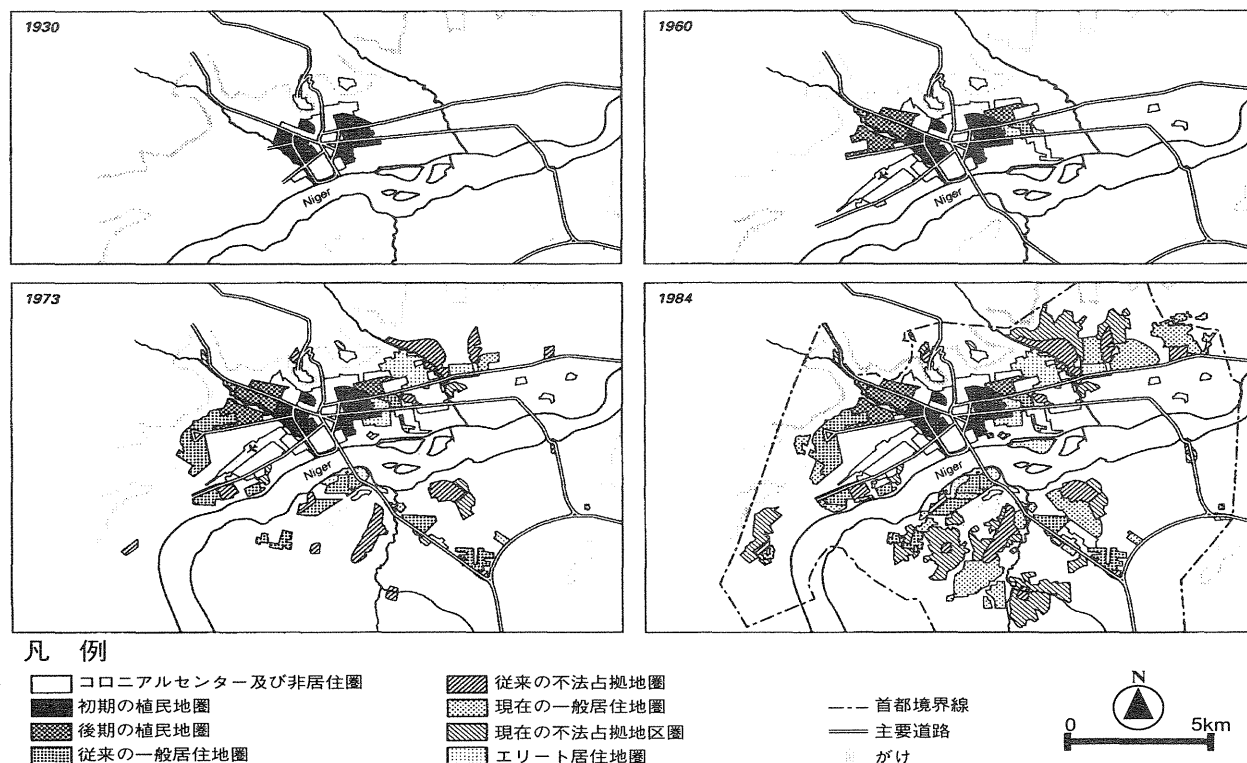 1930
Niger
1960
Niger
1973
Niger
1984
Niger
凡 例
コロニアルセンター及び非居住圏
初期の植民地圏
後期の植民地圏
従来の一般居住地圏
従来の不法占拠地圏
現在の一般居住地圏
現在の不法占拠地区圏
エリート居住地圏
首都境界線
主要道路
がけ
N
0 5km